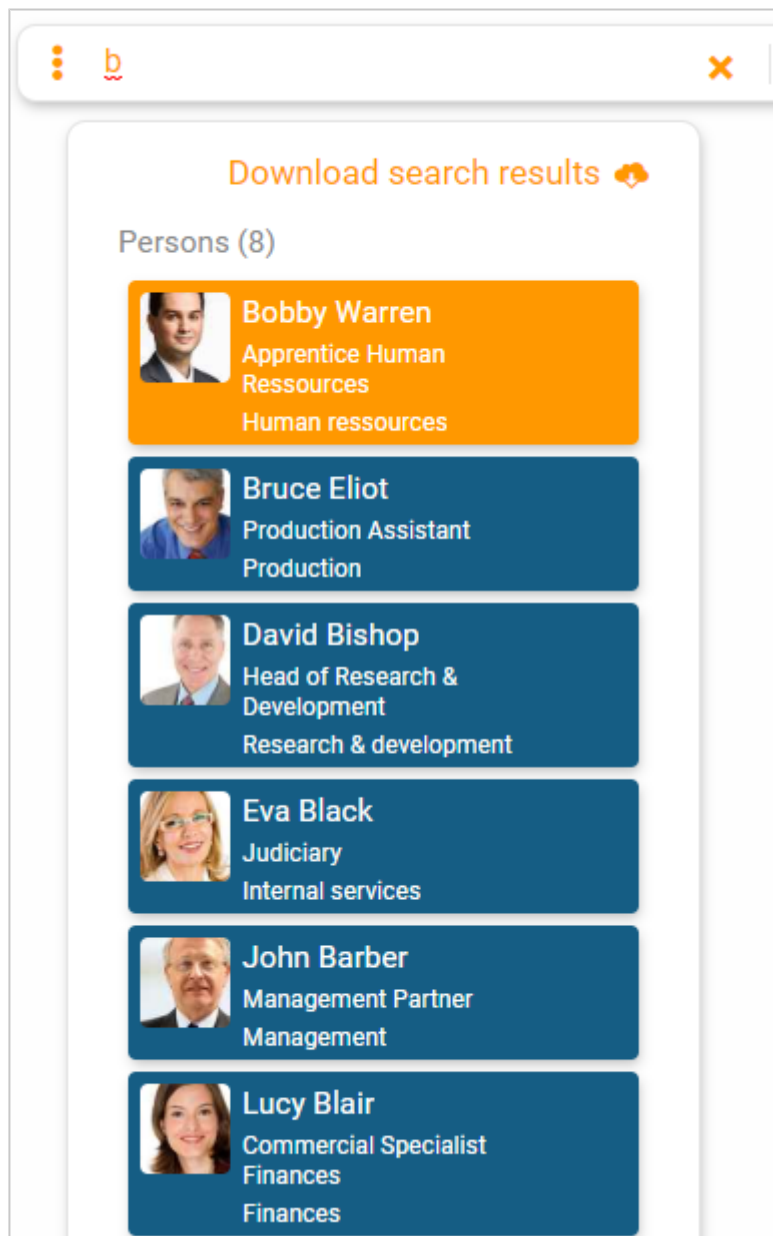 b
Download search results
Persons (8)
Bobby Warren
Apprentice Human
Ressources
Human ressources
Bruce Eliot
Production Assistant
Production
David Bishop
Head of Research &
Development
Research & development
Eva Black
Judiciary
Internal services
John Barber
Management Partner
Management
Lucy Blair
Commercial Specialist
Finances
Finances